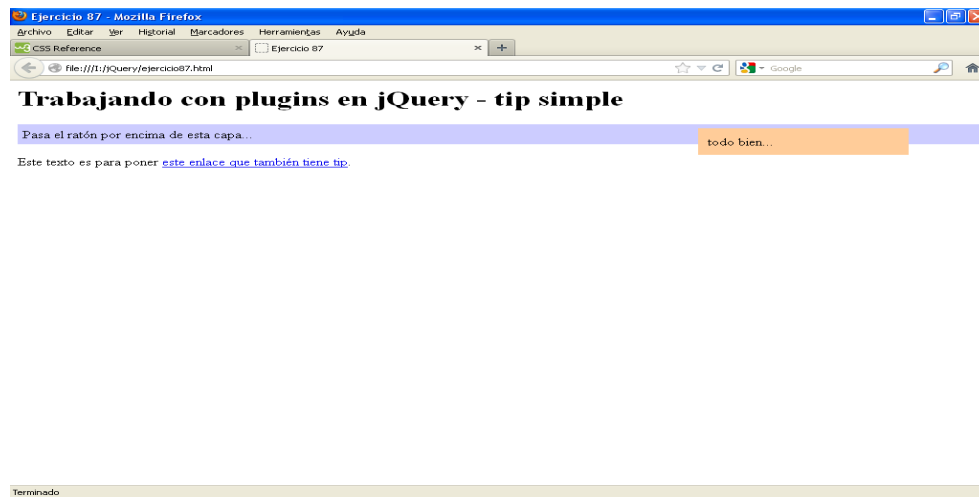 Ejercicio 87 - Mozilla Firefox
Archivo Editar Ver Historial Marcadores Herramientas Ayuda
CSS Reference Ejercicio 87
file:///I:/jQuery/ejercicio87.html Google
Trabajando con plugins en jQuery - tip simple
Pasa el ratón por encima de esta capa...
todo bien...
Este texto es para poner este enlace que también tiene tip.
Terminado